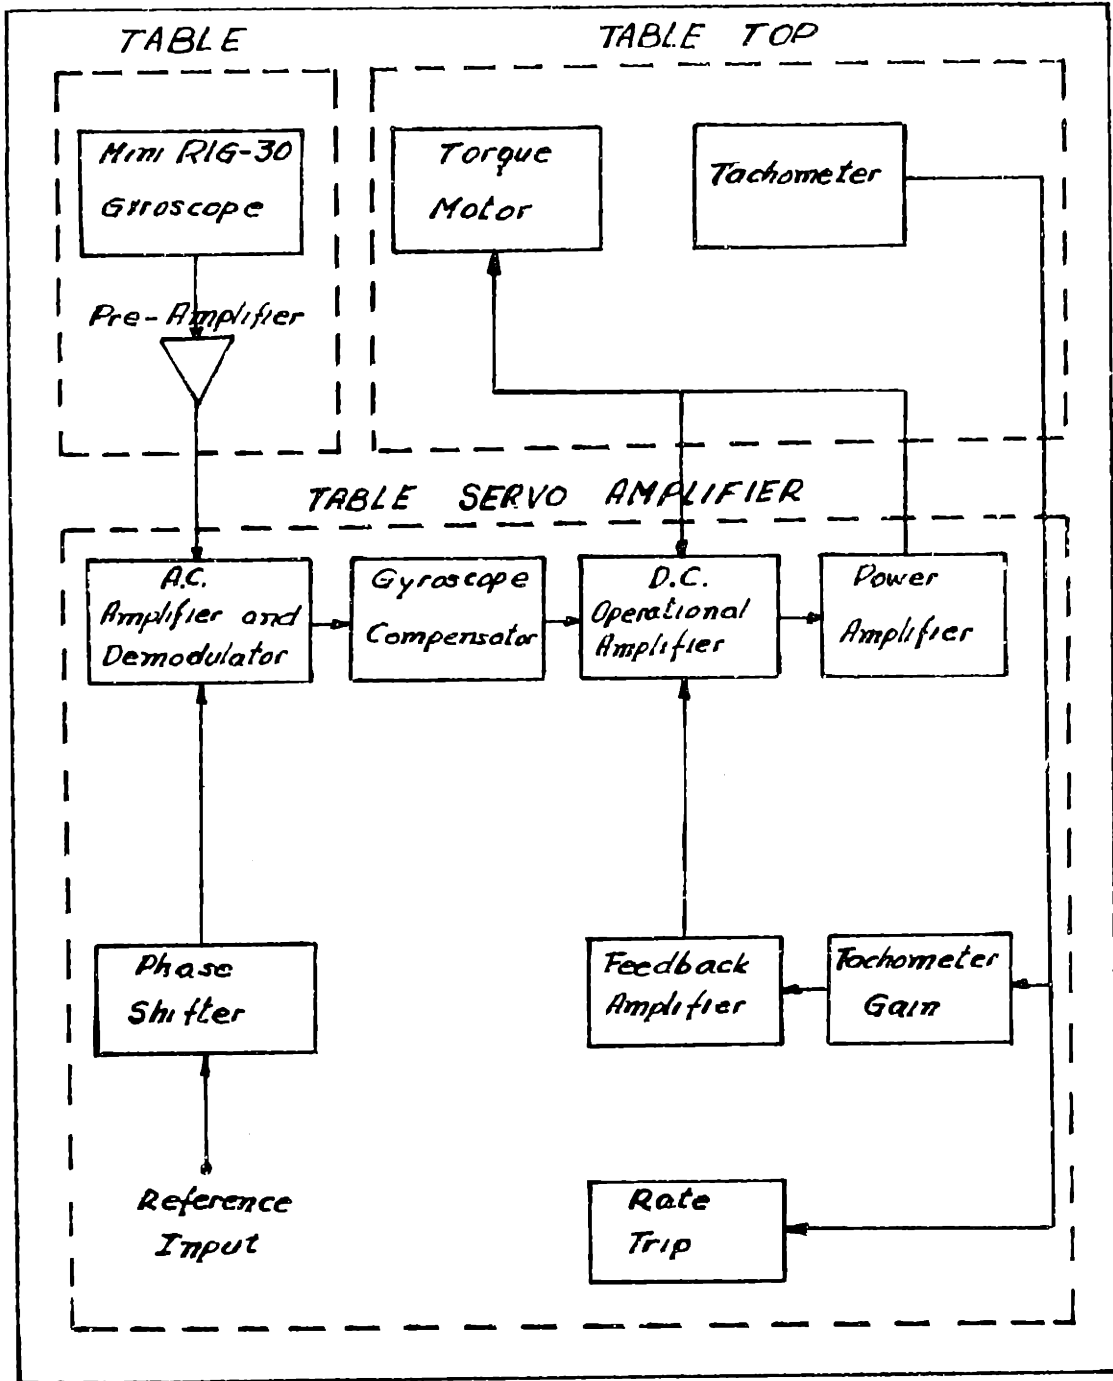 TABLE
TABLE TOP
Mini RIG-30
Gyroscope
Torque
Motor
Tachometer
Pre-Amplifier
TABLE SERVO AMPLIFIER
A.C.
Amplifier and
Demodulator
Gyroscope
Compensator
D.C.
Operational
Amplifier
Power
Amplifier
Phase
Shifter
Feedback
Amplifier
Tachometer
Gain
Reference
Input
Rate
Trip